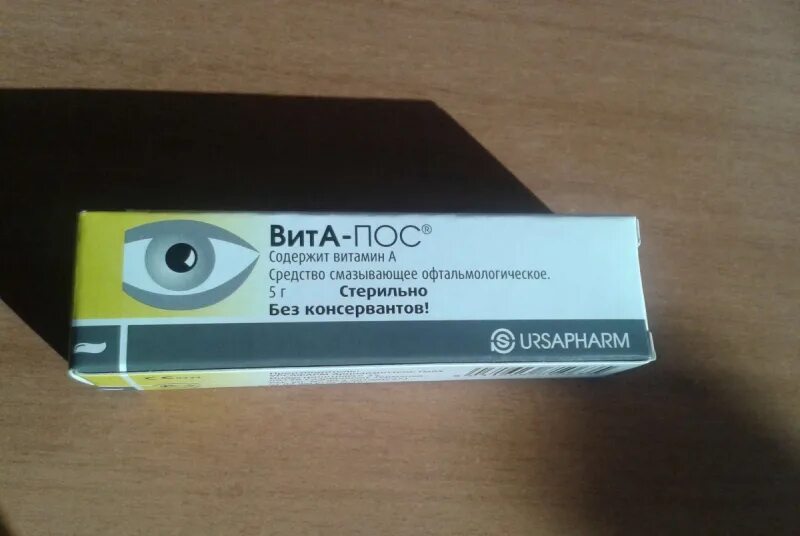 ВитА-ПОС®
Содержит витамин А
Средство смазывающее офтальмологическое.
5 г Стерильно
Без консервантов!
URSAPHARM